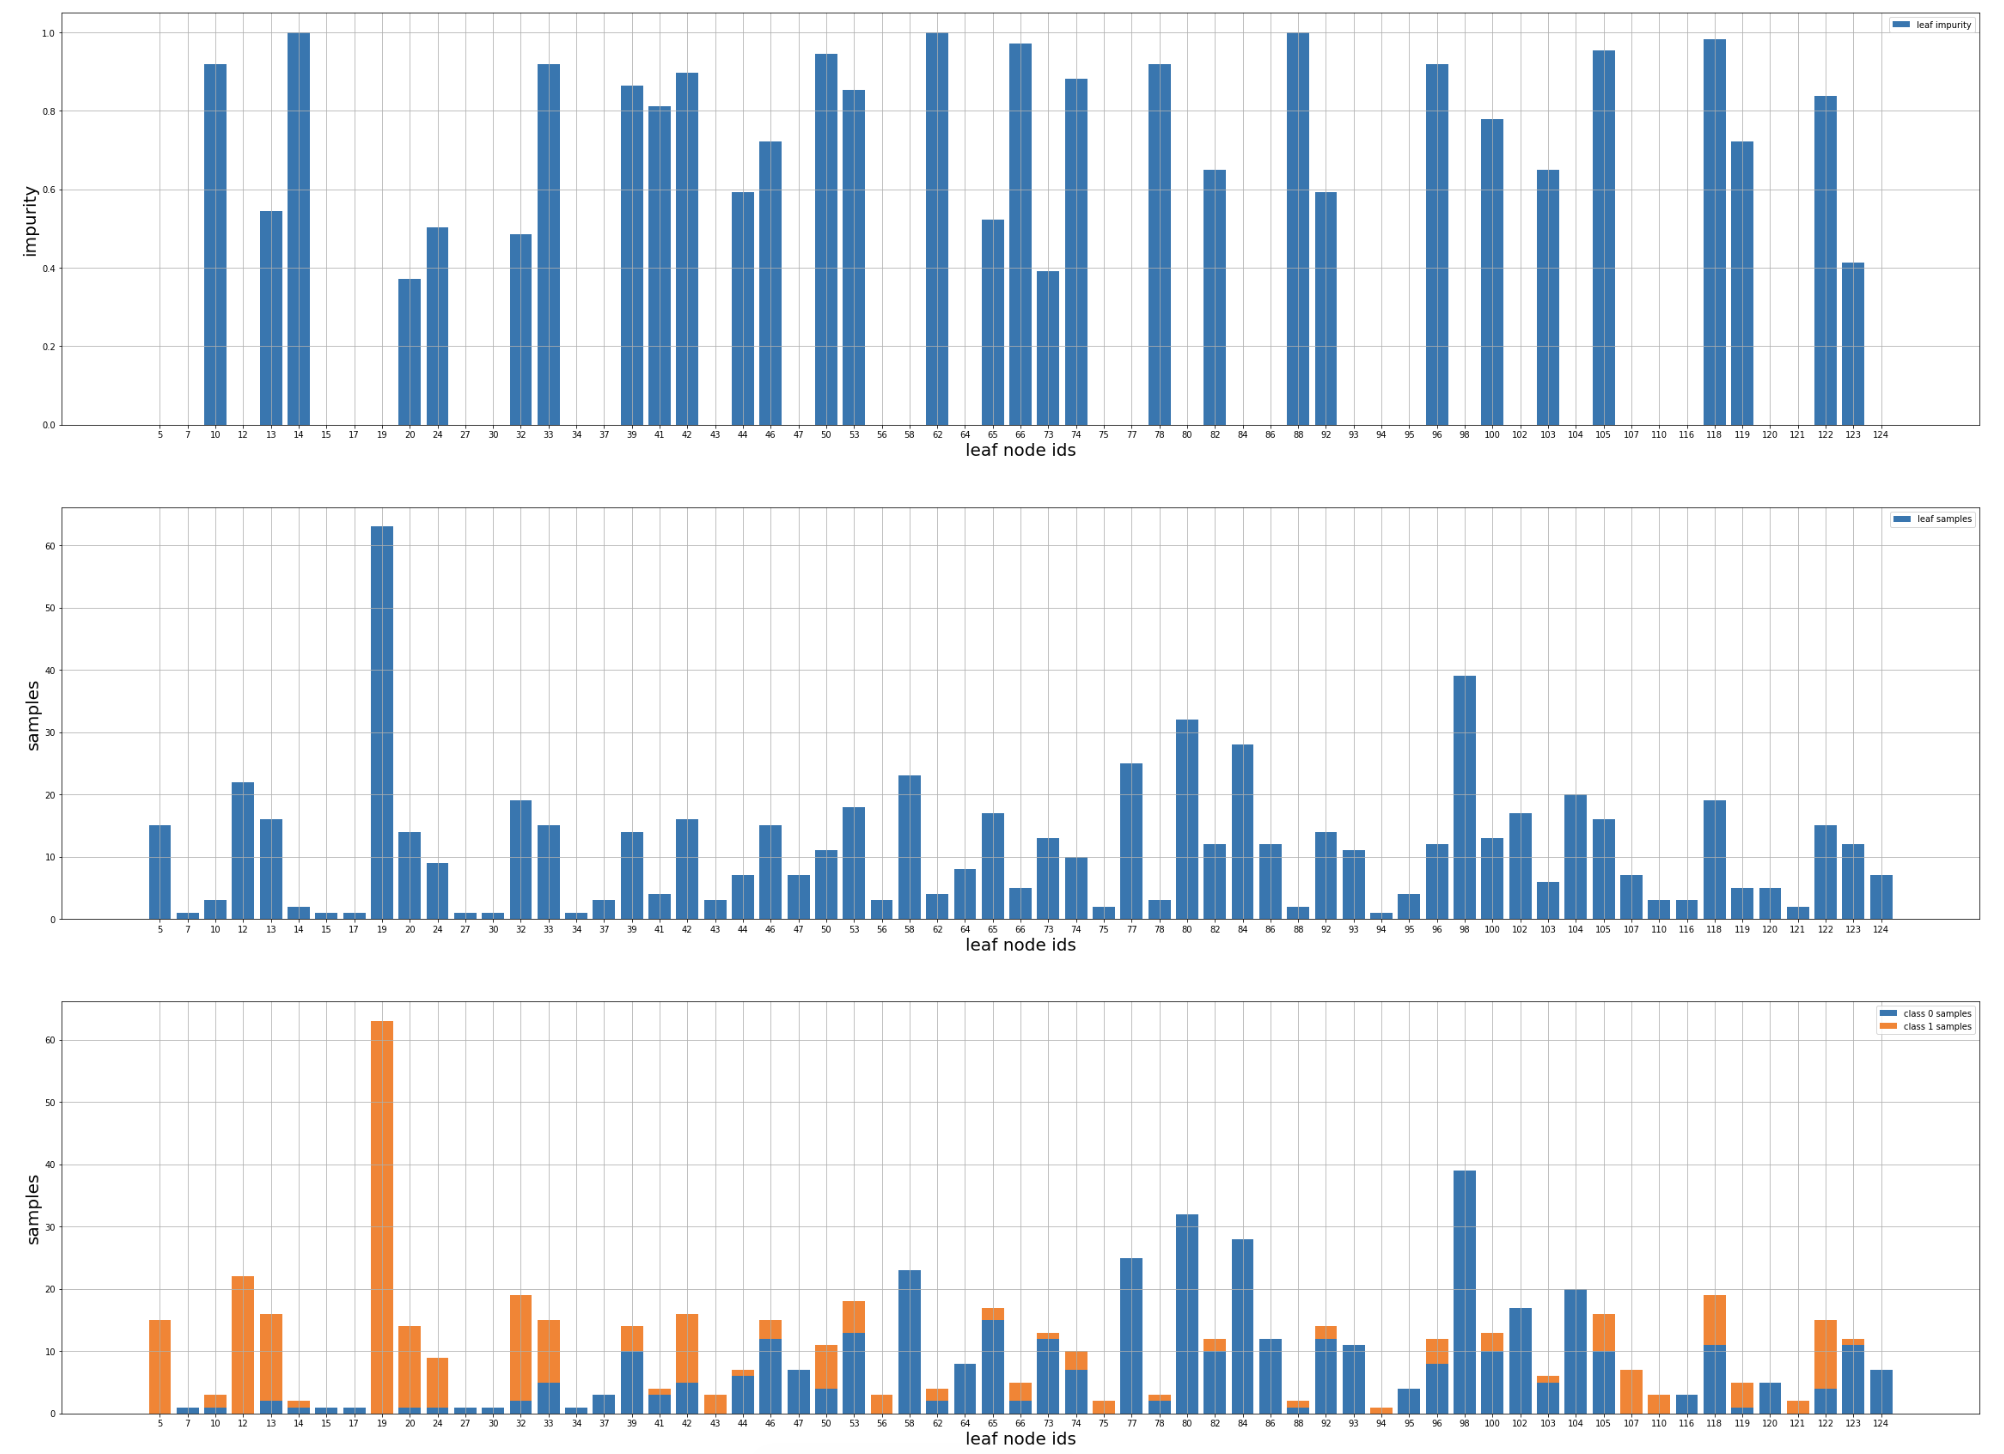 leaf impurity
1.0
0.8
0.6
0.4
0.2
0.0
impurity
5 7 10 12 13 14 15 17 19 20 24 27 30 32 33 34 37 39 41 42 43 44 46 47 50 53 56 58 62 64 65 66 73 74 75 77 78 80 82 84 86 88 92 93 94 95 96 98 100 102 103 104 105 107 110 116 118 119 120 121 122 123 124
leaf node ids
leaf samples
60
50
40
30
20
10
0
samples
5 7 10 12 13 14 15 17 19 20 24 27 30 32 33 34 37 39 41 42 43 44 46 47 50 53 56 58 62 64 65 66 73 74 75 77 78 80 82 84 86 88 92 93 94 95 96 98 100 102 103 104 105 107 110 116 118 119 120 121 122 123 124
leaf node ids
class 0 samples
class 1 samples
60
50
40
30
20
10
0
samples
5 7 10 12 13 14 15 17 19 20 24 27 30 32 33 34 37 39 41 42 43 44 46 47 50 53 56 58 62 64 65 66 73 74 75 77 78 80 82 84 86 88 92 93 94 95 96 98 100 102 103 104 105 107 110 116 118 119 120 121 122 123 124
leaf node ids